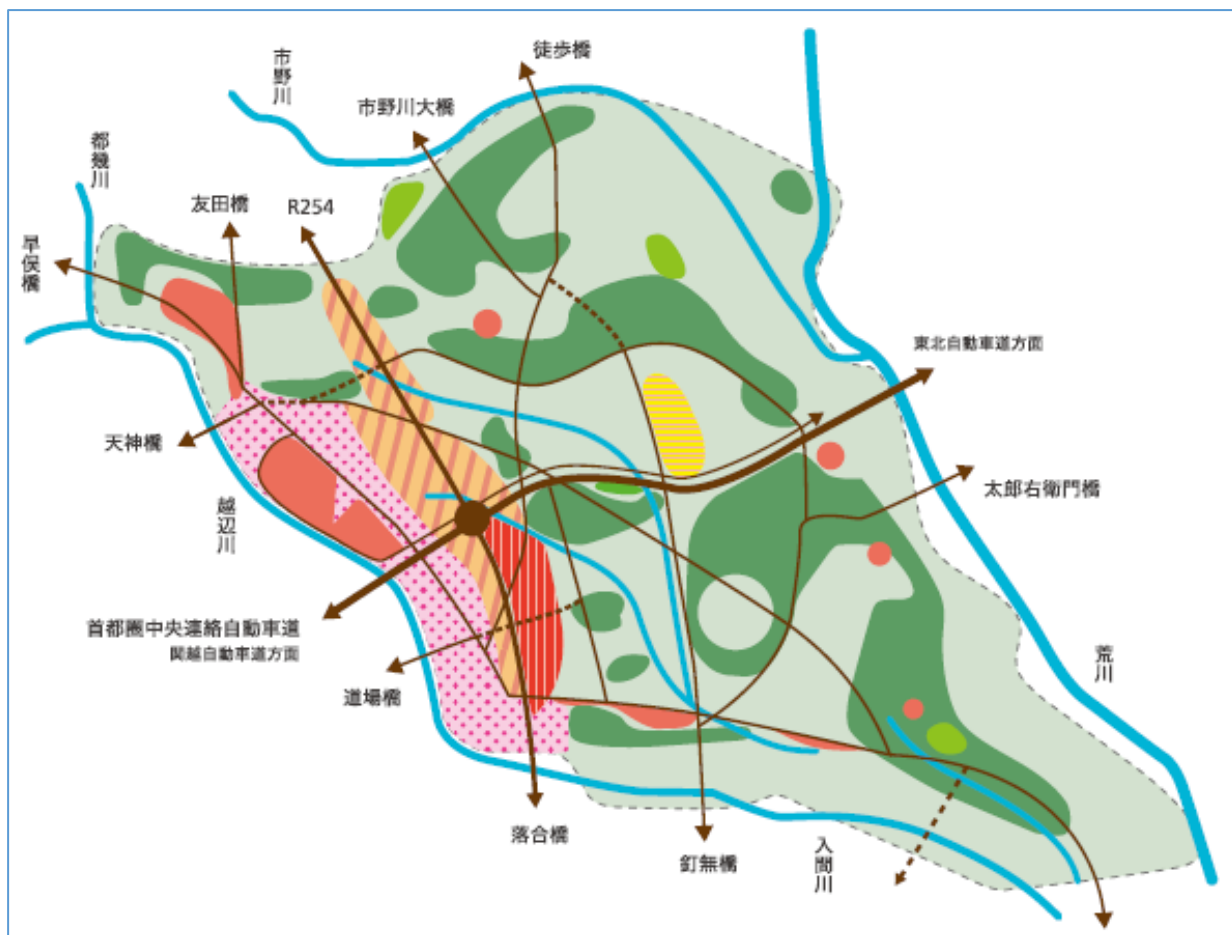 徒歩橋
市野川
市野川大橋
都幾川
友田橋
R254
早俣橋
東北自動車道方面
天神橋
太郎右衛門橋
越辺川
首都圏中央連絡自動車道
関越自動車道方面
荒川
道場橋
落合橋
釘無橋
入間川